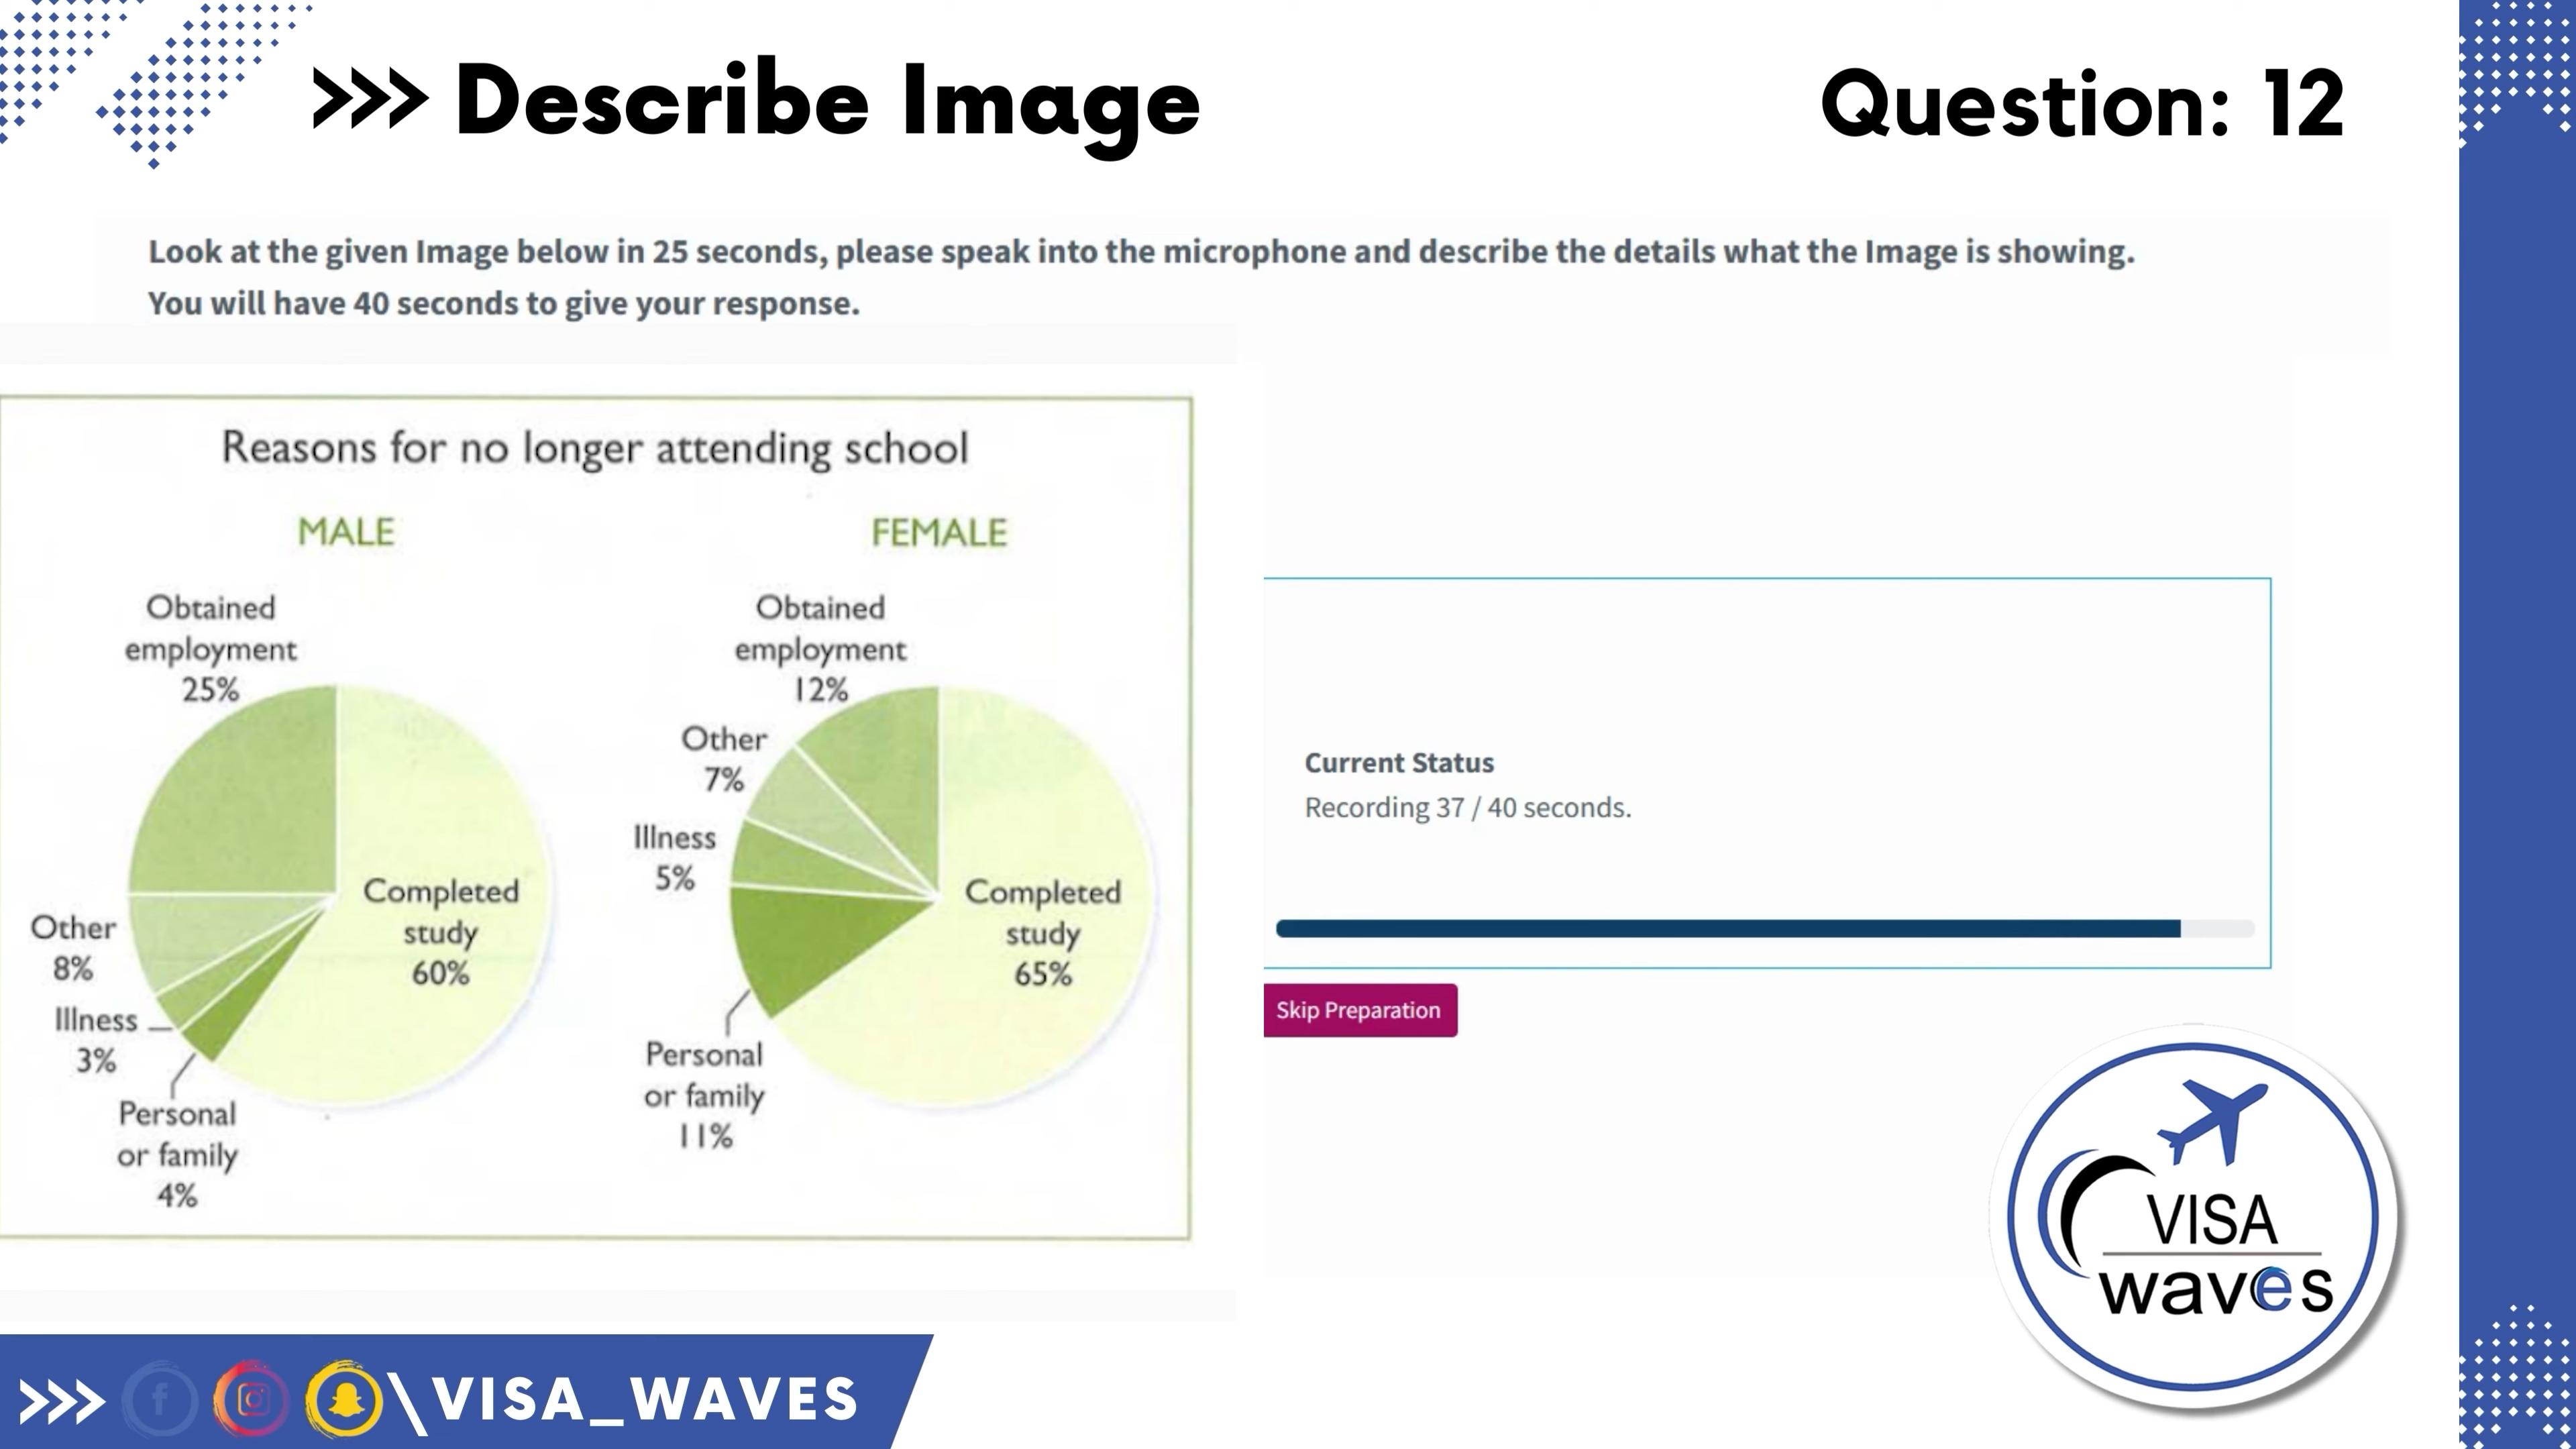 >>> Describe Image
Question: 12
Look at the given Image below in 25 seconds, please speak into the microphone and describe the details what the Image is showing.
You will have 40 seconds to give your response.
Reasons for no longer attending school
MALE
Obtained
employment
25%
Other
8%
Illness
3%
Personal
or family
4%
Completed
study
60%
FEMALE
Obtained
employment
12%
Other
7%
Illness
5%
Personal
or family
11%
Completed
study
65%
Current Status
Recording 37 / 40 seconds.
Skip Preparation
VISA
waves
>>> f \VISA_WAVES